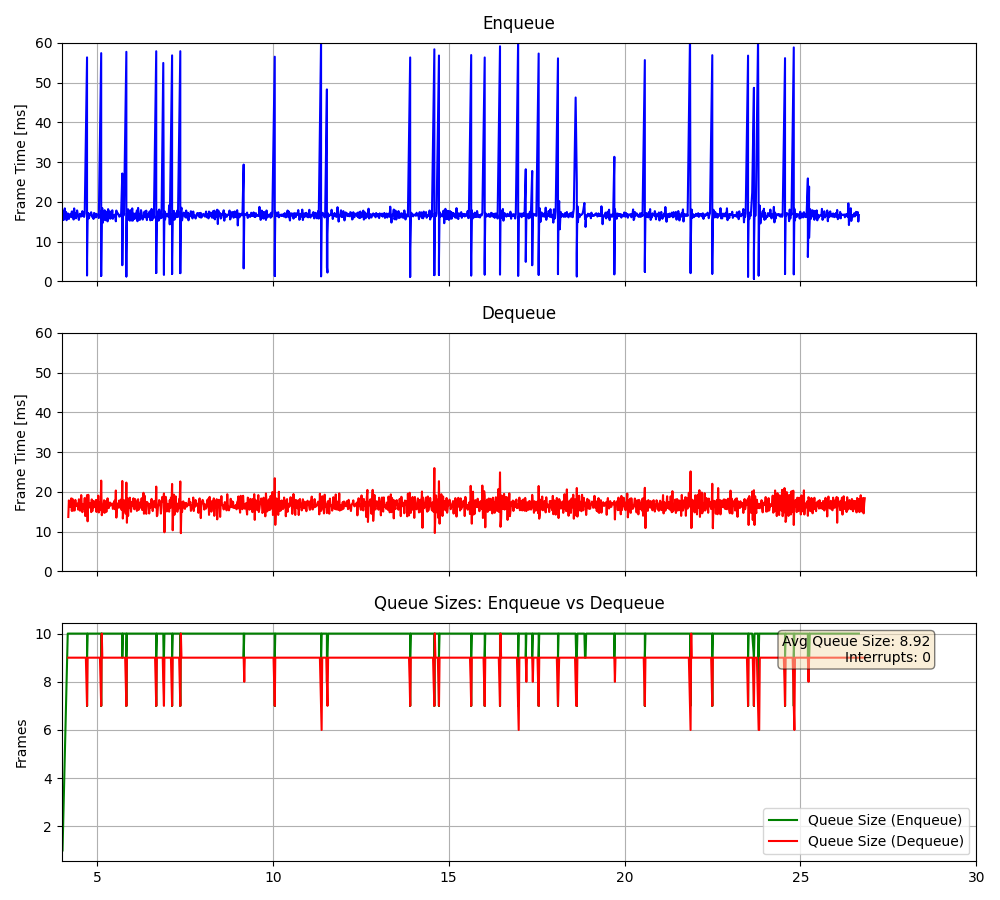 Enqueue
Frame Time [ms]
60
50
40
30
20
10
0
Dequeue
Frame Time [ms]
60
50
40
30
20
10
0
Queue Sizes: Enqueue vs Dequeue
Frames
10
8
6
4
2
Avg Queue Size: 8.92
Interrupts: 0
Queue Size (Enqueue)
Queue Size (Dequeue)
5 10 15 20 25 30